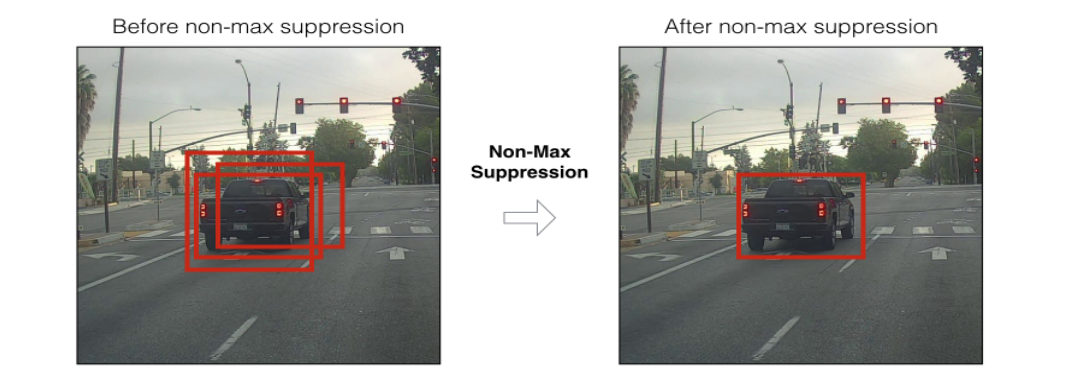 Before non-max suppression
After non-max suppression
Non-Max
Suppression